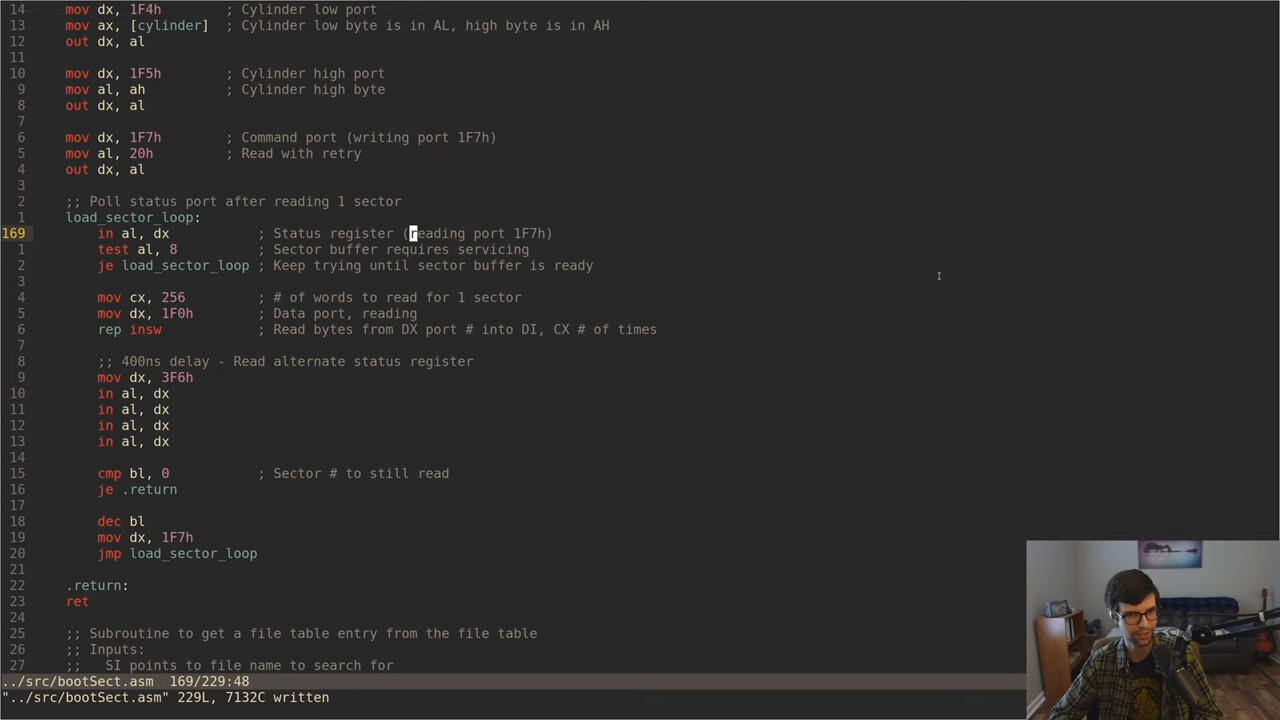 14 mov dx, 1F4h ; Cylinder low port
13 mov ax, [cylinder] ; Cylinder low byte is in AL, high byte is in AH
12 out dx, al
11
10 mov dx, 1F5h ; Cylinder high port
9 mov al, ah ; Cylinder high byte
8 out dx, al
7
6 mov dx, 1F7h ; Command port (writing port 1F7h)
5 mov al, 20h ; Read with retry
4 out dx, al
3
2 ;; Poll status port after reading 1 sector
1 load_sector_loop:
169 in al, dx ; Status register (reading port 1F7h)
1 test al, 8 ; Sector buffer requires servicing
2 je load_sector_loop ; Keep trying until sector buffer is ready
3
4 mov cx, 256 ; # of words to read for 1 sector
5 mov dx, 1F0h ; Data port, reading
6 rep insw ; Read bytes from DX port # into DI, CX # of times
7
8 ;; 400ns delay - Read alternate status register
9 mov dx, 3F6h
10 in al, dx
11 in al, dx
12 in al, dx
13 in al, dx
14
15 cmp bl, 0 ; Sector # to still read
16 je .return
17
18 dec bl
19 mov dx, 1F7h
20 jmp load_sector_loop
21
22 .return:
23 ret
24
25 ;; Subroutine to get a file table entry from the file table
26 ;; Inputs:
27 ;; SI points to file name to search for
../src/bootSect.asm 169/229:48
"../src/bootSect.asm" 229L, 7132C written